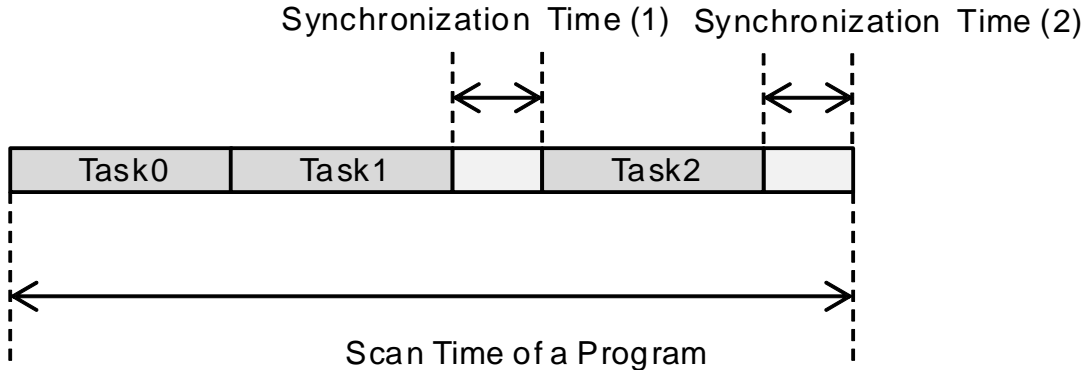 Synchronization Time (1) Synchronization Time (2)
Task0 Task1 Task2
Scan Time of a Program